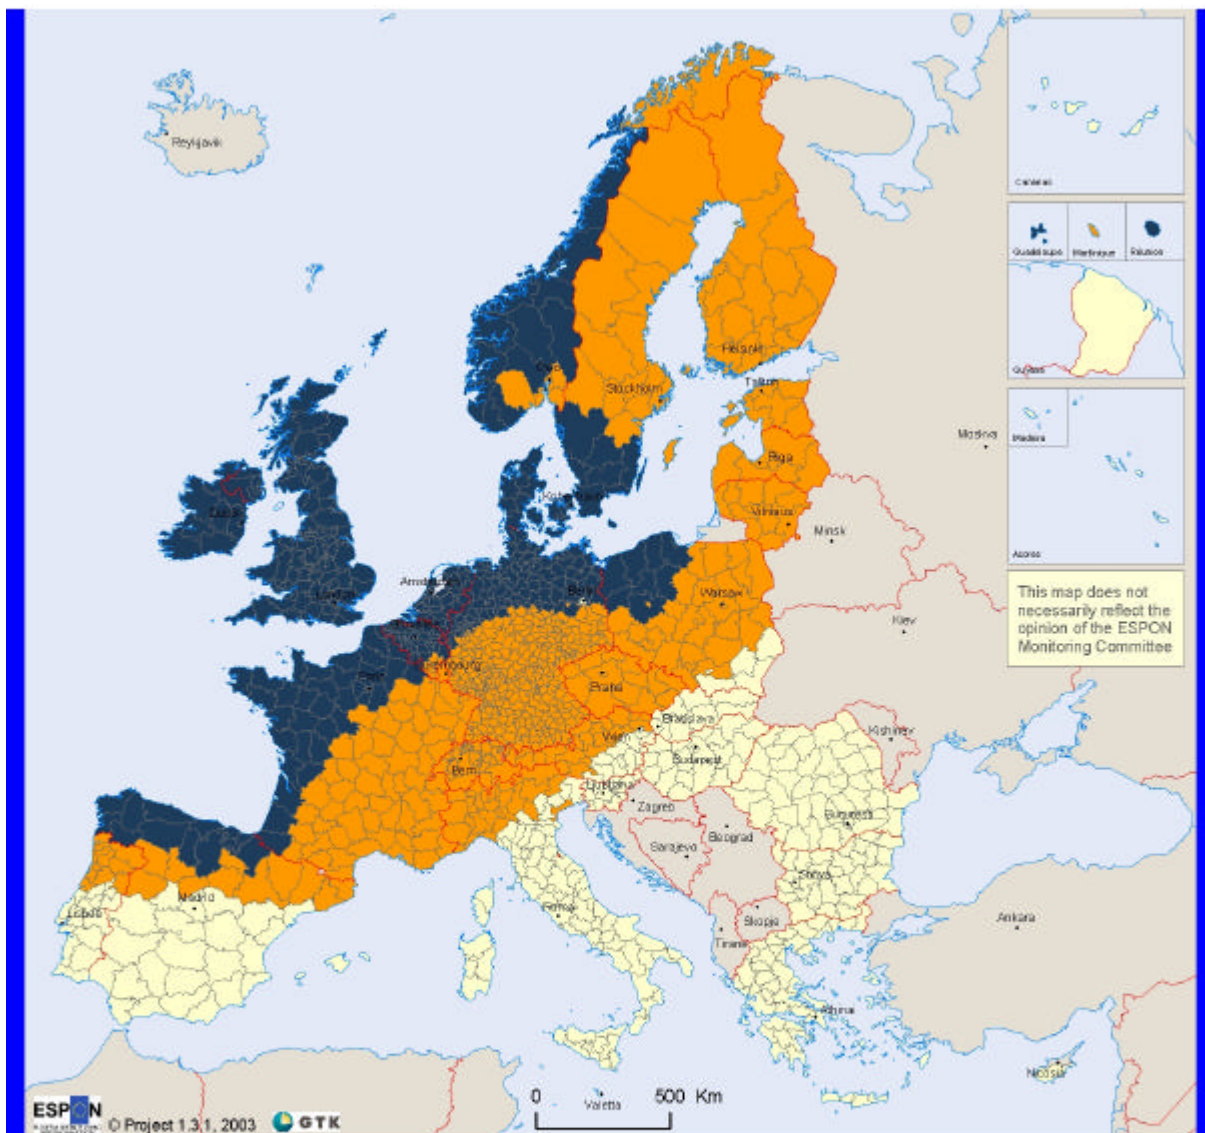 Reykjavik
Canarias
Guadeloupe
Martinique
Réunion
Guyane
Madeira
Acores
This map does not
necessarily reflect the
opinion of the ESPON
Monitoring Committee
Oslo
Stockholm
Helsinki
Tallinn
Riga
Vilnius
Moskva
Minsk
Kiev
Dublin
London
Amsterdam
Berlin
Warsaw
Paris
Praha
Bern
Wien
Bratislava
Budapest
Kishinev
Ljubljana
Zagreb
Beograd
Sarajevo
Bucuresti
Sofiya
Skopje
Tirana
Madrid
Lisboa
Roma
Ankara
Athinai
Nicosia
Valetta
0 500 Km
ESPON
© Project 1.3.1, 2003
GTK